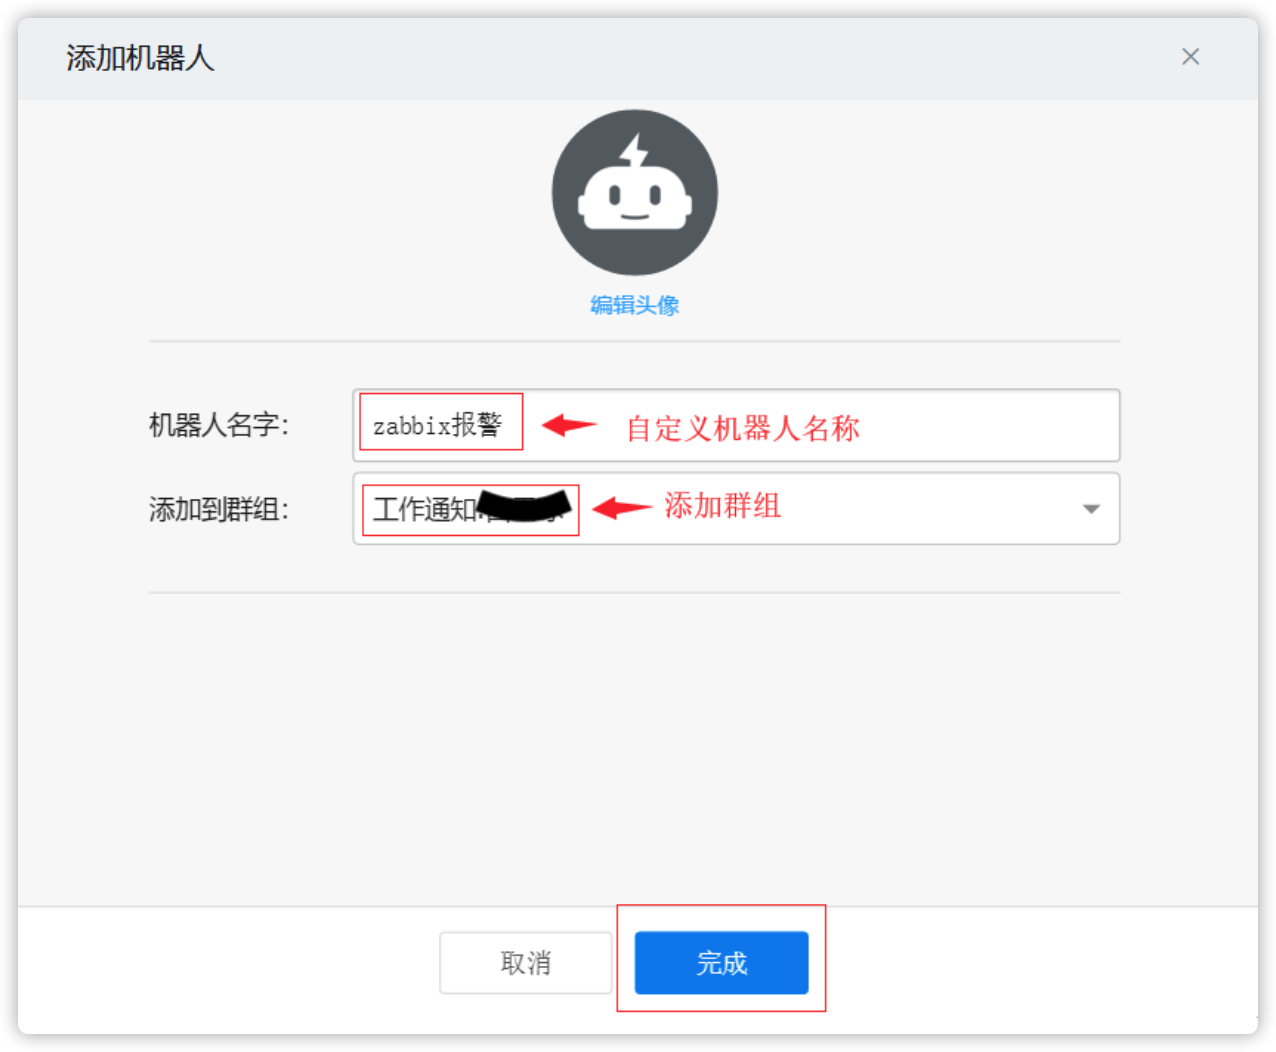 添加机器人
编辑头像
机器人名字: zabbix报警 自定义机器人名称
添加到群组: 工作通知: 添加群组
取消 完成